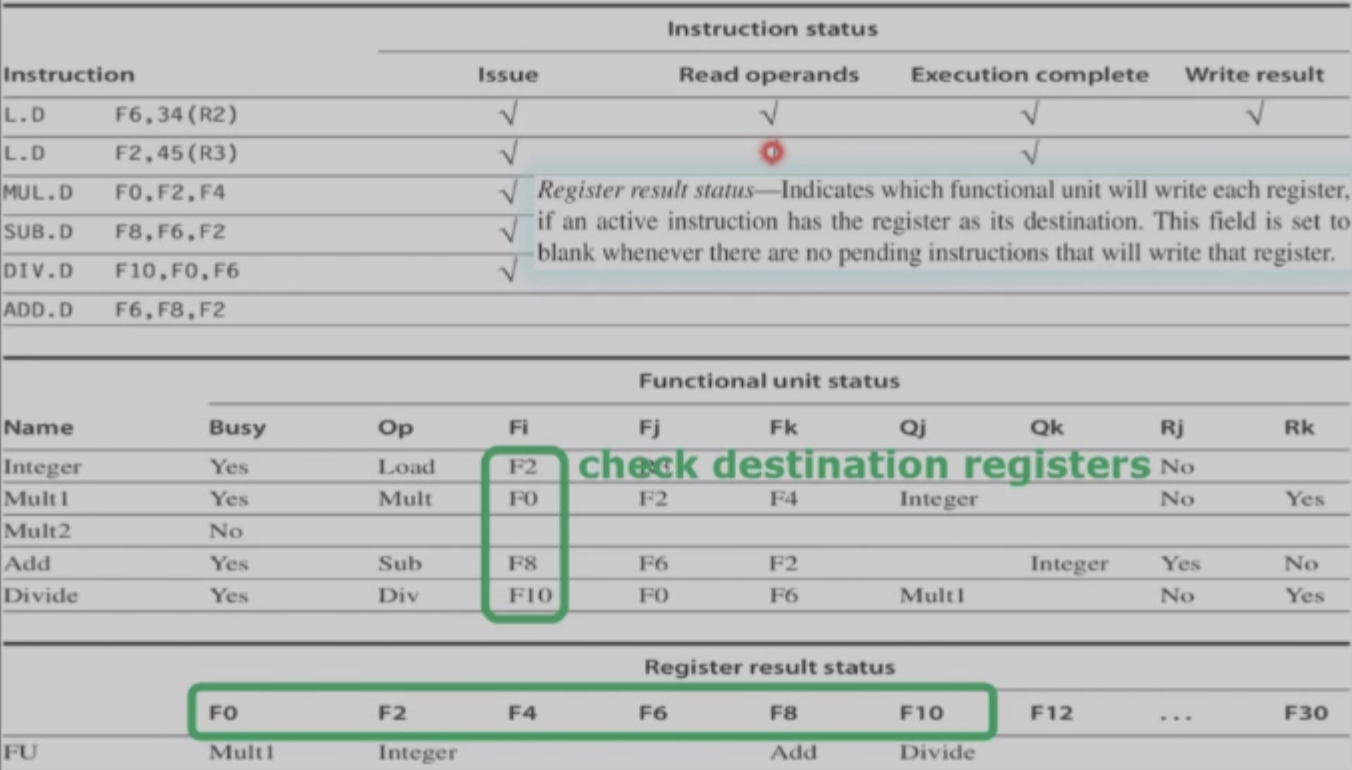 Instruction status
Instruction Issue Read operands Execution complete Write result
L.D F6,34(R2) √ √ √ √
L.D F2,45(R3) √ √
MUL.D F0,F2,F4 √
SUB.D F8,F6,F2 √
DIV.D F10,F0,F6 √
ADD.D F6,F8,F2
Register result status—Indicates which functional unit will write each register,
if an active instruction has the register as its destination. This field is set to
blank whenever there are no pending instructions that will write that register.
Functional unit status
Name Busy Op Fi Fj Fk Qj Qk Rj Rk
Integer Yes Load F2 No
check destination registers
Mult1 Yes Mult F0 F2 F4 Integer No Yes
Mult2 No
Add Yes Sub F8 F6 F2 Integer Yes No
Divide Yes Div F10 F0 F6 Mult1 No Yes
Register result status
F0 F2 F4 F6 F8 F10 F12 ... F30
FU Mult1 Integer Add Divide